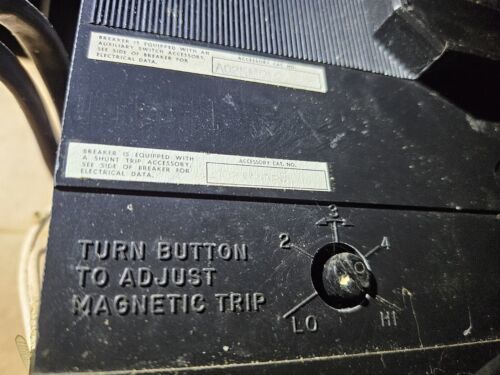 BREAKER IS EQUIPPED WITH AN
AUXILIARY SWITCH ACCESSORY,
SEE SIDE OF BREAKER FOR
ELECTRICAL DATA.
ACCESSORY CAT. NO.
BREAKER IS EQUIPPED WITH
A SHUNT TRIP ACCESSORY,
SEE SIDE OF BREAKER FOR
ELECTRICAL DATA.
ACCESSORY CAT. NO.
TURN BUTTON
TO ADJUST
MAGNETIC TRIP
LO
2
3
4
HI